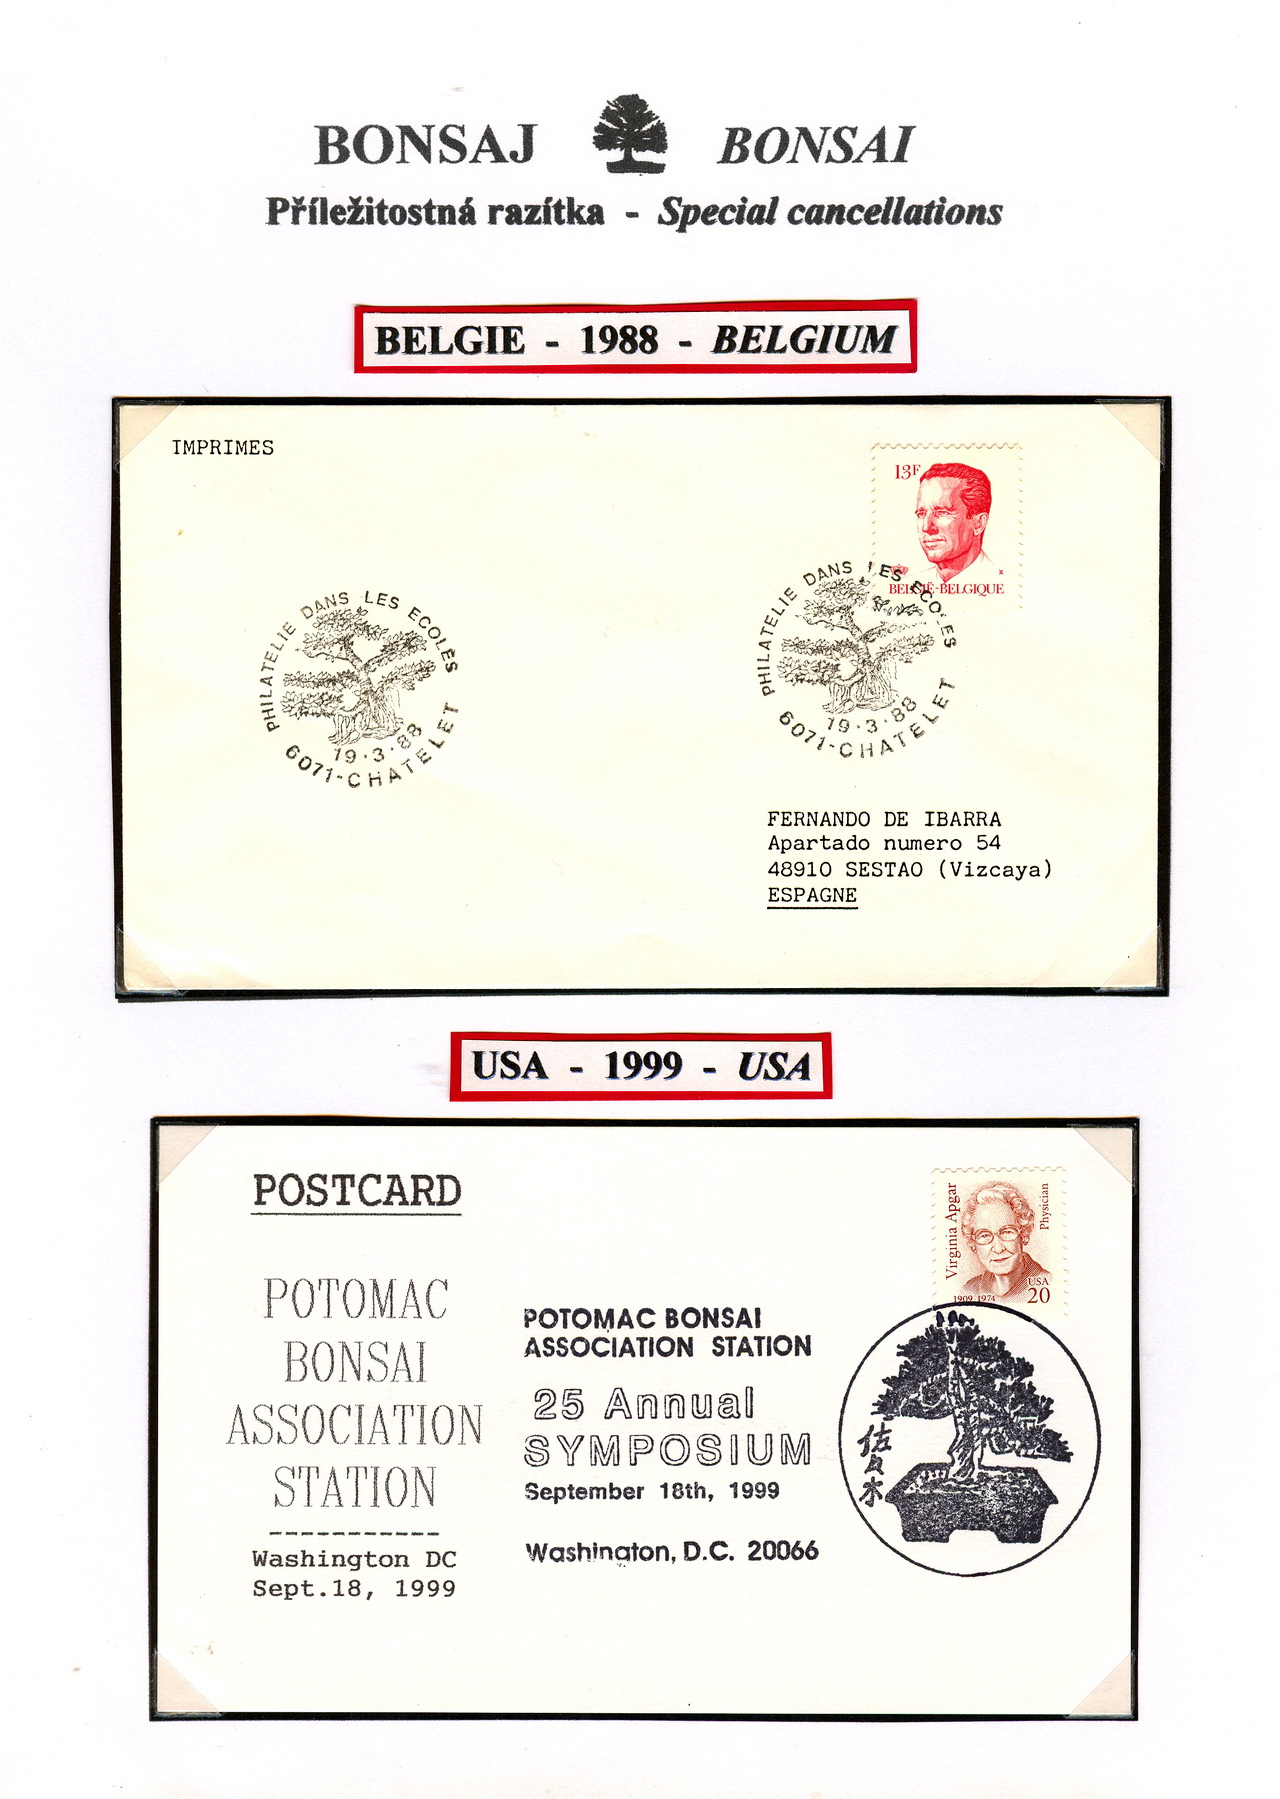 BONSAJ BONSAI
Příležitostná razítka - Special cancellations
BELGIE - 1988 - BELGIUM
IMPRIMES
13F
BELGIË-BELGIQUE
PHILATELIE DANS LES ECOLES
19·3·88
6071-CHATELET
PHILATELIE DANS LES ECOLES
19·3·88
6071-CHATELET
FERNANDO DE IBARRA
Apartado numero 54
48910 SESTAO (Vizcaya)
ESPAGNE
USA - 1999 - USA
POSTCARD
Virginia Apgar
Physician
USA
20
1909-1974
POTOMAC
BONSAI
ASSOCIATION
STATION
Washington DC
Sept.18, 1999
POTOMAC BONSAI
ASSOCIATION STATION
25 Annual
SYMPOSIUM
September 18th, 1999
Washington, D.C. 20066
佐々木